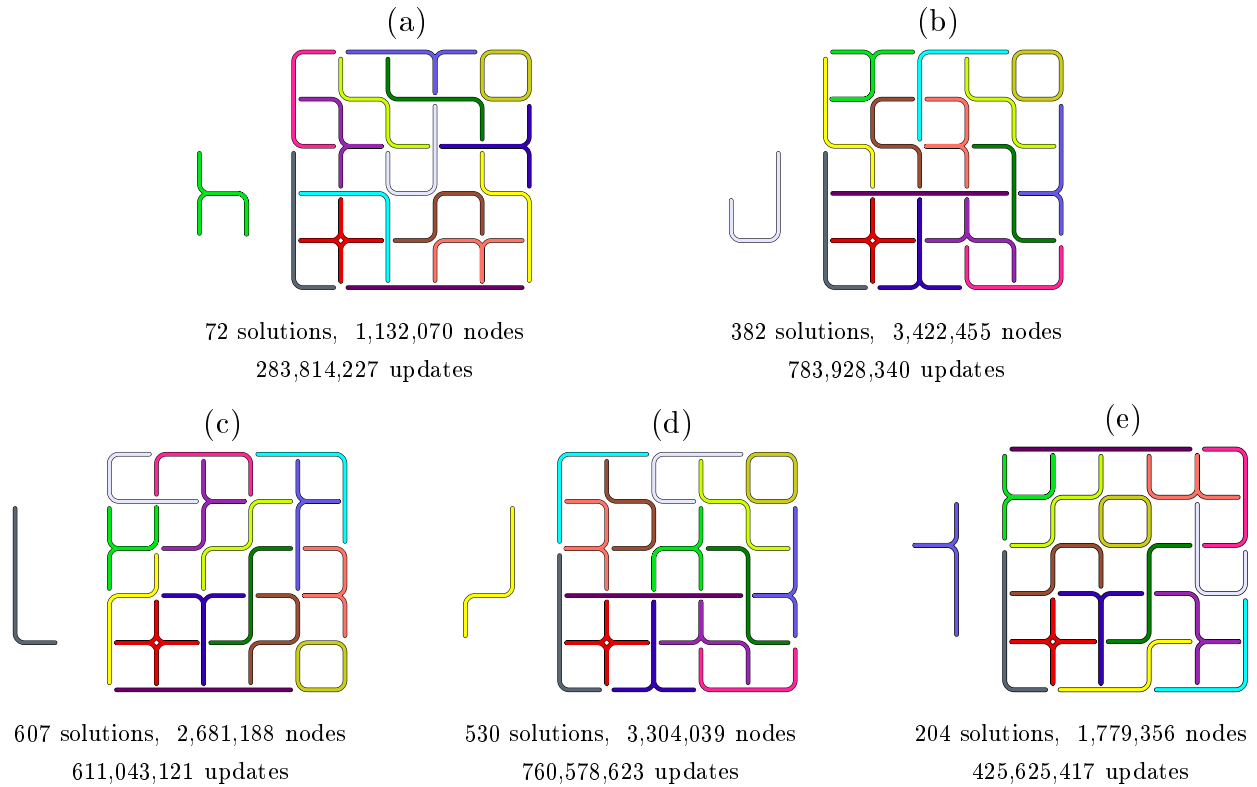 (a)
72 solutions, 1,132,070 nodes
283,814,227 updates
(b)
382 solutions, 3,422,455 nodes
783,928,340 updates
(c)
607 solutions, 2,681,188 nodes
611,043,121 updates
(d)
530 solutions, 3,304,039 nodes
760,578,623 updates
(e)
204 solutions, 1,779,356 nodes
425,625,417 updates